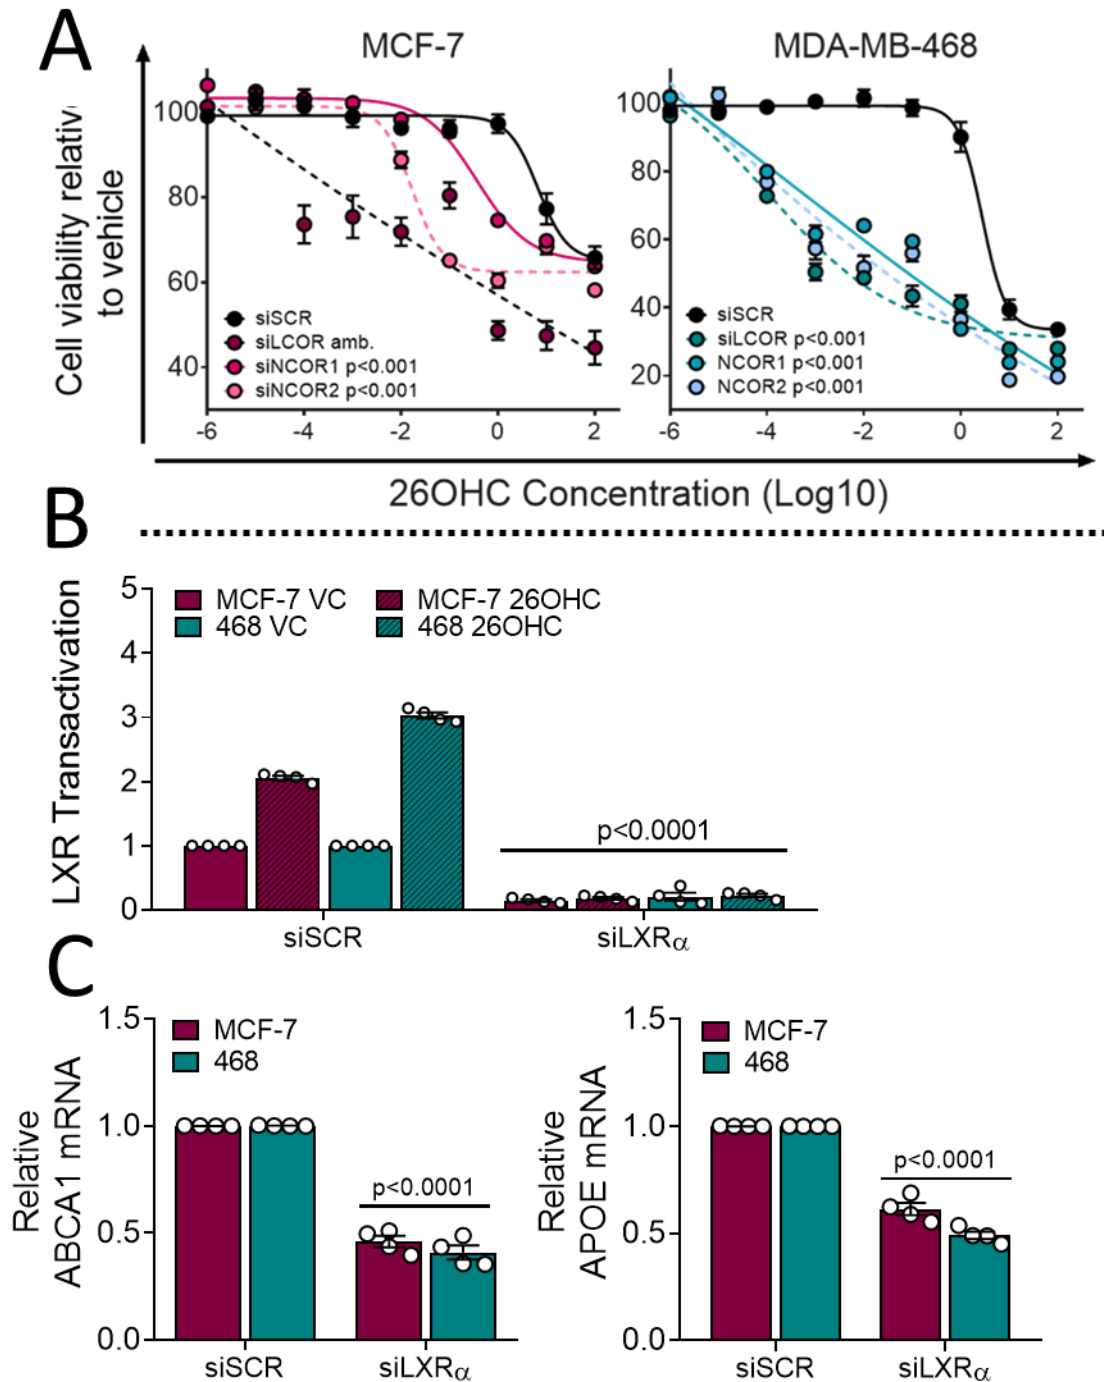 A
MCF-7
MDA-MB-468
Cell viability relativ
to vehicle
100
80
60
40
siSCR
siLCOR amb.
siNCOR1 p<0.001
siNCOR2 p<0.001
-6
-4
-2
0
2
100
80
60
40
20
siSCR
siLCOR p<0.001
NCOR1 p<0.001
NCOR2 p<0.001
-6
-4
-2
0
2
26OHC Concentration (Log10)
B
LXR Transactivation
5
4
3
2
1
0
MCF-7 VC
MCF-7 26OHC
468 VC
468 26OHC
p<0.0001
siSCR
siLXRα
C
Relative
ABCA1 mRNA
1.5
1.0
0.5
0.0
MCF-7
468
p<0.0001
siSCR
siLXRα
Relative
APOE mRNA
1.5
1.0
0.5
0.0
MCF-7
468
p<0.0001
siSCR
siLXRα